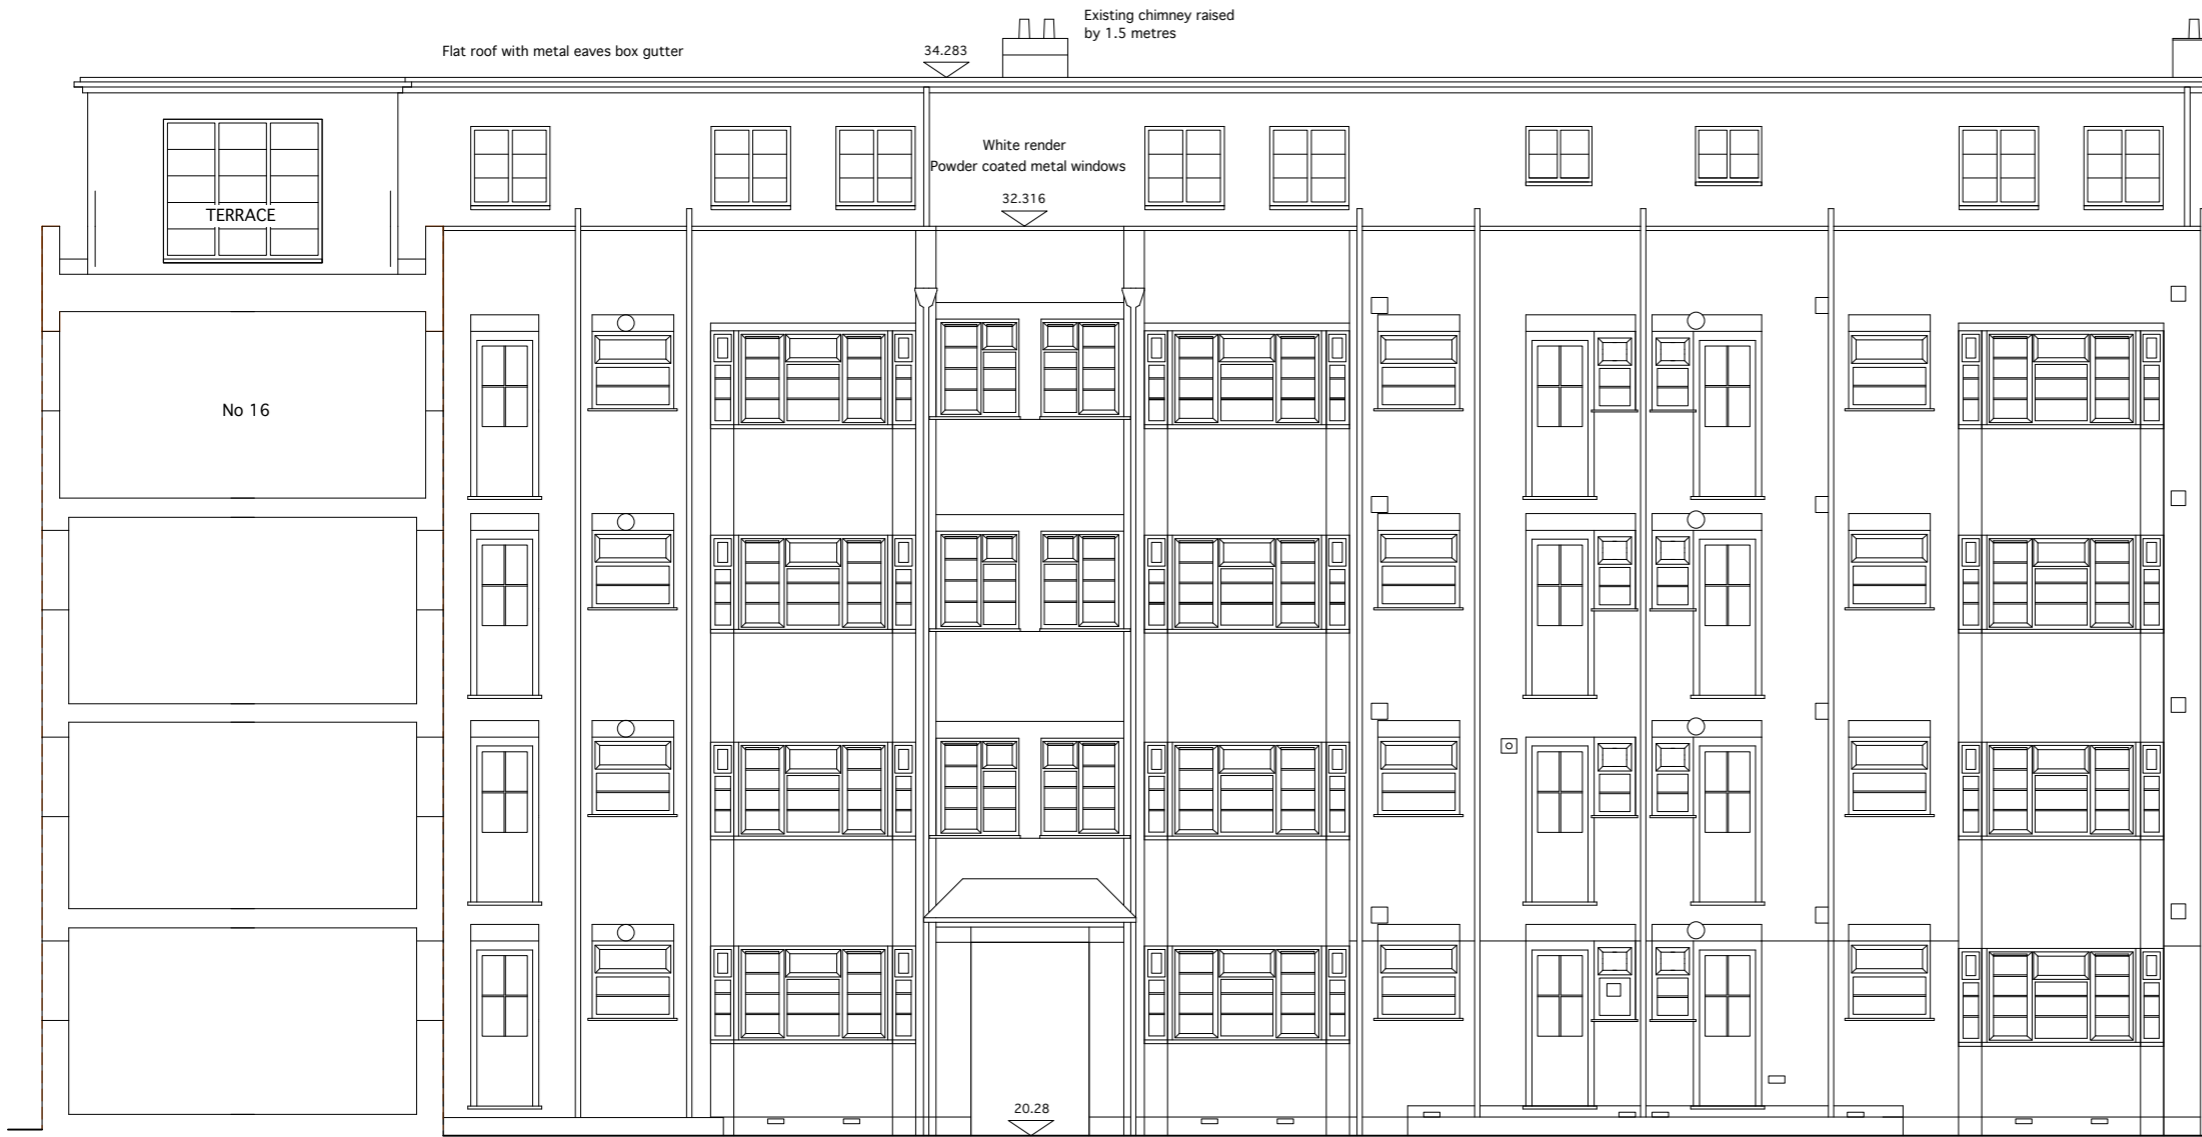 Existing chimney raised
by 1.5 metres
Flat roof with metal eaves box gutter
34.283
White render
Powder coated metal windows
32.316
TERRACE
No 16
20.28